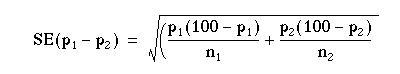 SE(p₁ – p₂) = √(p₁(100 – p₁)/n₁ + p₂(100 – p₂)/n₂